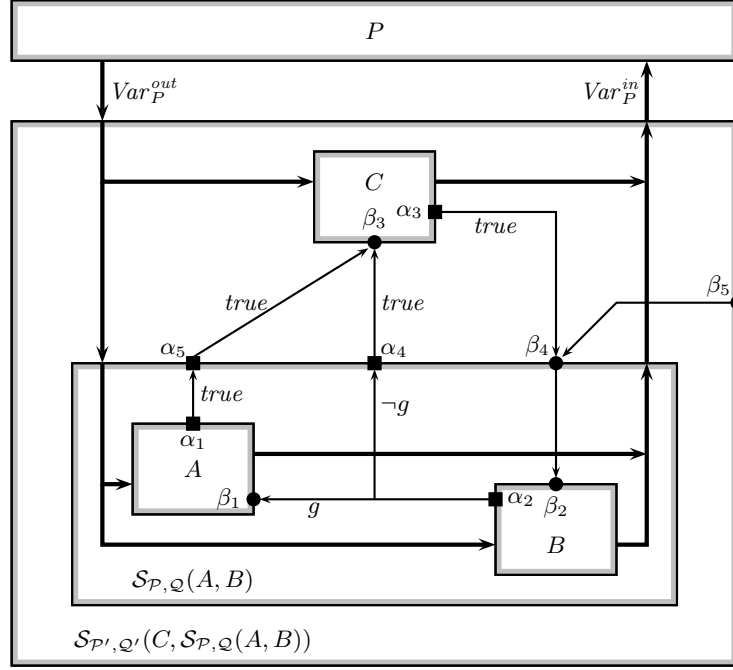 P
Var_P^{out} Var_P^{in}
C
α₃
β₃ true
β₅
true true
α₅ α₄ β₄
true
¬g
α₁
A
β₁ g α₂
β₂
B
𝒮_{𝒫,𝒬}(A, B)
𝒮_{𝒫′,𝒬′}(C, 𝒮_{𝒫,𝒬}(A, B))